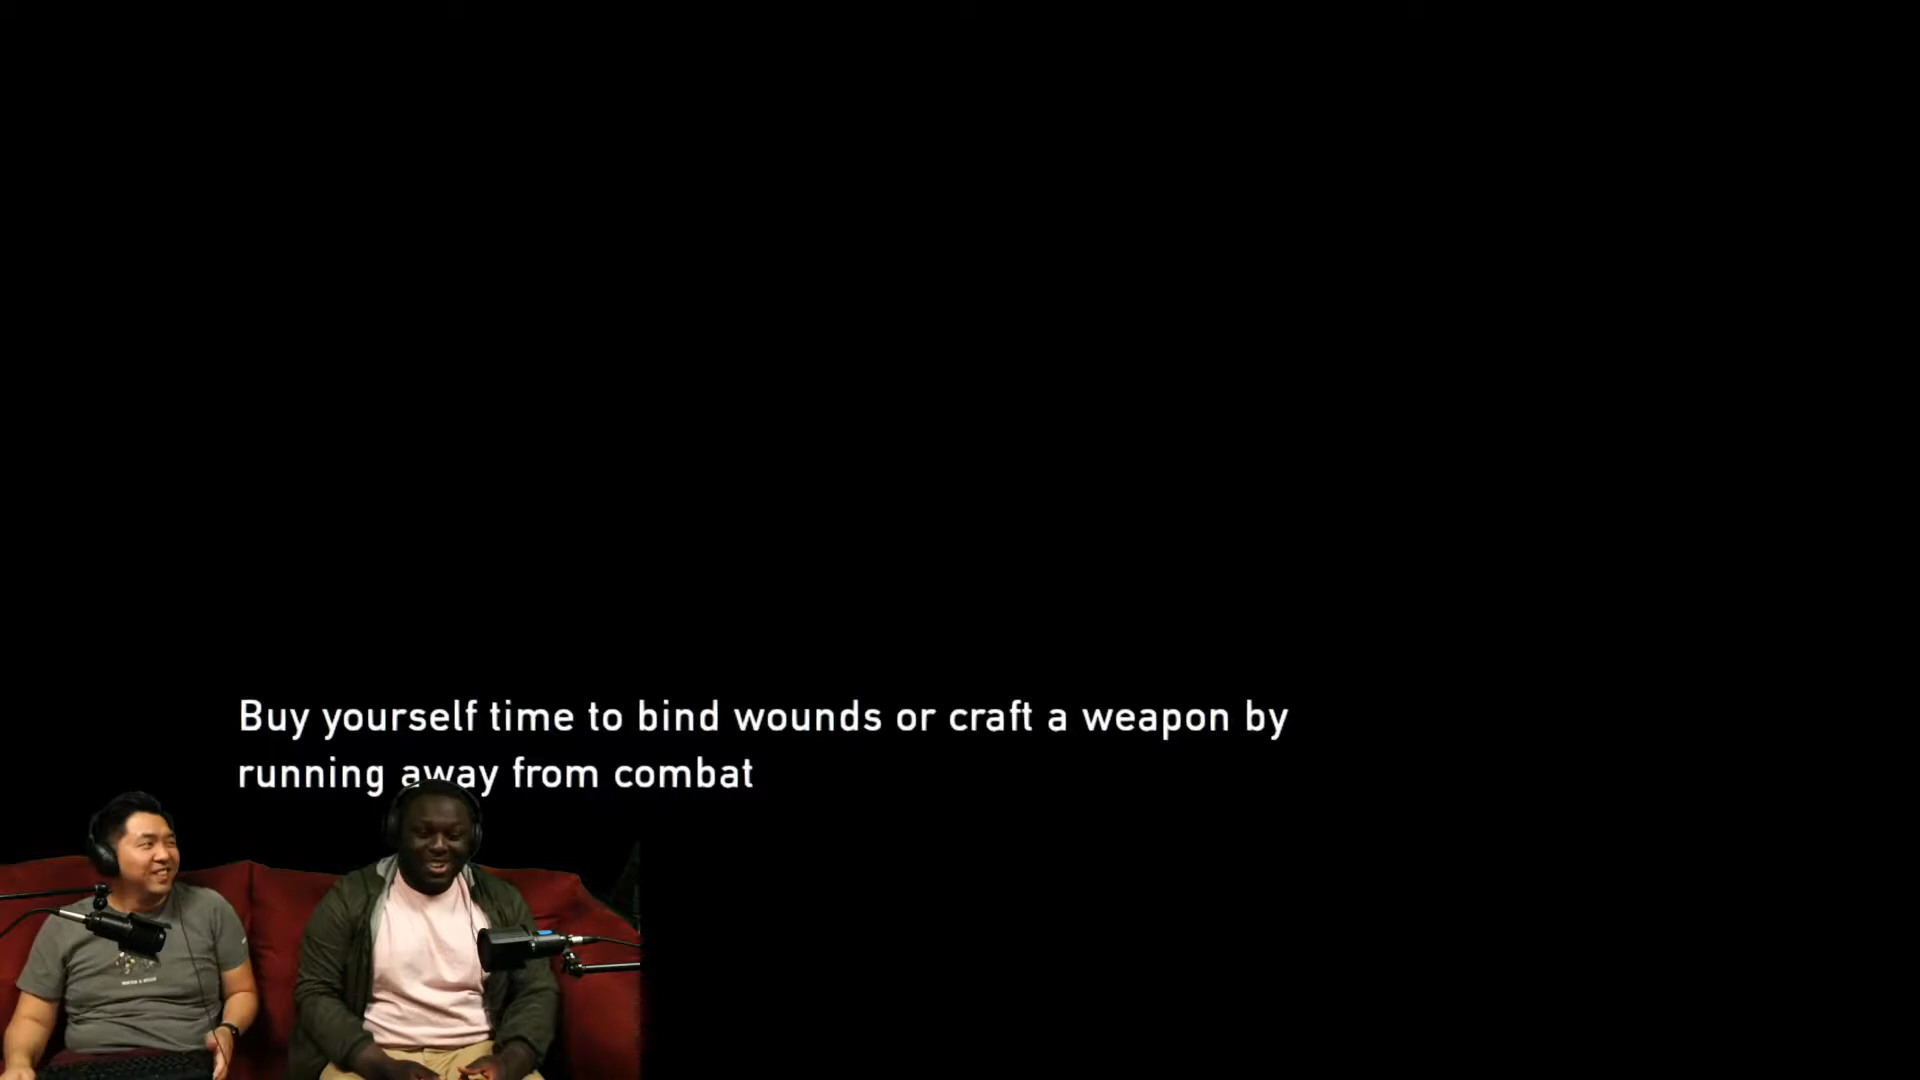 Buy yourself time to bind wounds or craft a weapon by
running away from combat